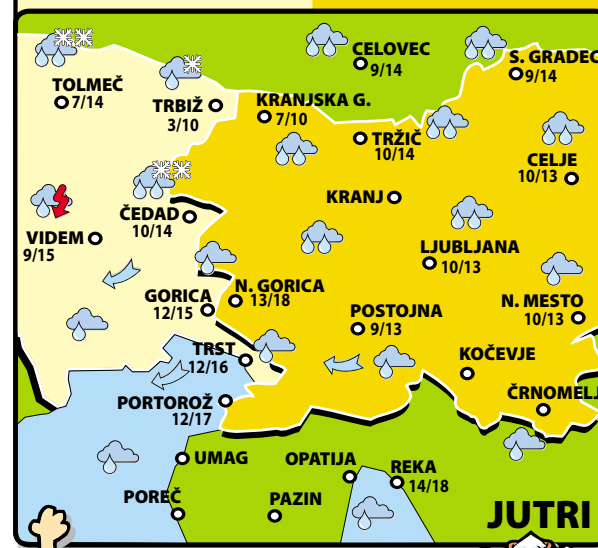 CELOVEC
9/14
S. GRADEC
9/14
TOLMEČ
7/14
TRBIŽ
3/10
KRANJSKA G.
7/10
TRŽIČ
10/14
CELJE
10/13
KRANJ
ČEDAD
10/14
VIDEM
9/15
LJUBLJANA
10/13
N. GORICA
13/18
GORICA
12/15
N. MESTO
10/13
POSTOJNA
9/13
TRST
12/16
KOČEVJE
PORTOROŽ
12/17
ČRNOMELJ
UMAG
OPATIJA
REKA
14/18
POREČ
PAZIN
JUTRI